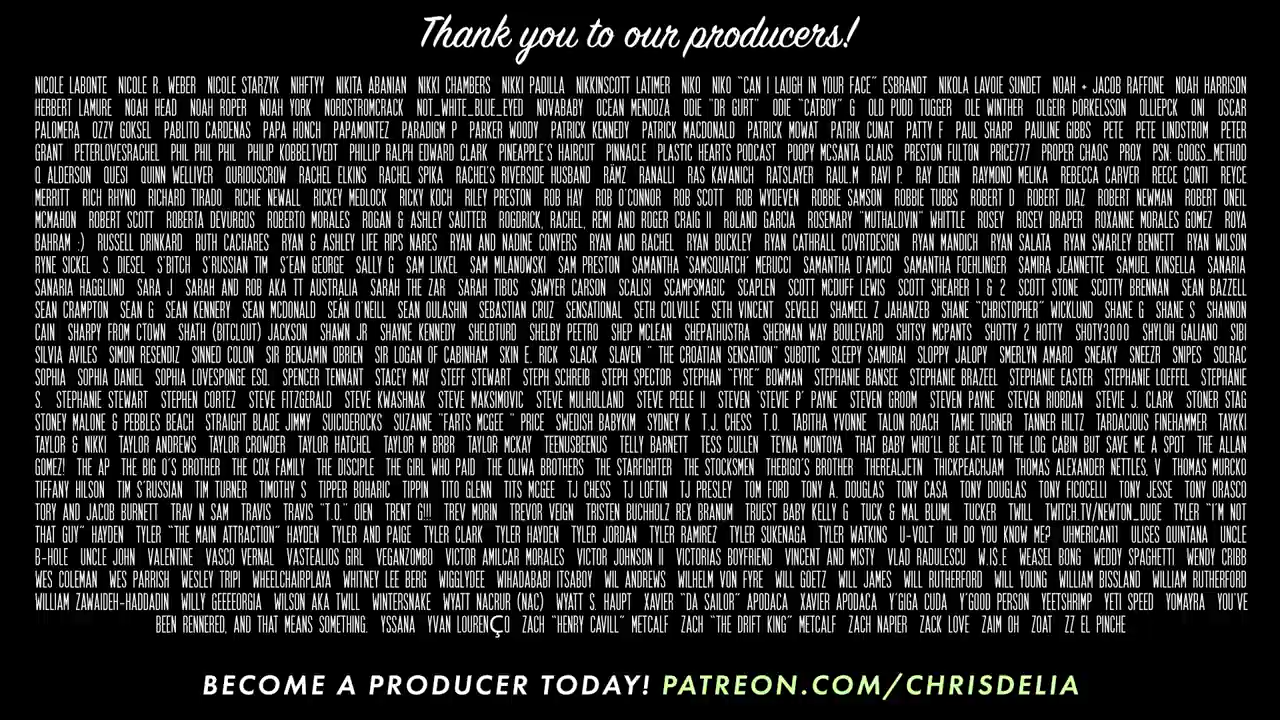 Thank you to our producers!
NICOLE LABONTE NICOLE R. WEBER NICOLE STARZYK NIHFTYY NIKITA ABANIAN NIKKI CHAMBERS NIKKI PADILLA NIKKINSCOTT LATIMER NIKO NIKO "CAN I LAUGH IN YOUR FACE" ESBRANDT NIKOLA LAVOIE SUNDET NOAH + JACOB RAFFONE NOAH HARRISON
HERBERT LAMURE NOAH HEAD NOAH ROPER NOAH YORK NORDSTROMCRACK NOT_WHITE_BLUE_EYED NOVABABY OCEAN MENDOZA ODIE "DR GURT" ODIE "CATBOY" G OLD PUDD TUGGER OLE WINTHER OLGEIR ÞORKELSSON OLLIEPCK ON OSCAR
PALOMERA OZZY GOKSEL PABLITO CARDENAS PAPA HONCH PAPAMONTEZ PARADIGM P PARKER WOODY PATRICK KENNEDY PATRICK MACDONALD PATRICK MOWAT PATRIK CUNAT PATTY F PAUL SHARP PAULINE GIBBS PETE PETE LINDSTROM PETER
GRANT PETERLOVESRACHEL PHIL PHIL PHIL PHILIP KOBBELTVEDT PHILLIP RALPH EDWARD CLARK PINEAPPLE'S HAIRCUT PINNACLE PLASTIC HEARTS PODCAST POOPY MCSANTA CLAUS PRESTON FULTON PRICE777 PROPER CHAOS PROX PSN: GOOGS_METHOD
Q ALDERSON QUESI QUINN WELLIVER QURIOUSCROW RACHEL ELKINS RACHEL SPIKA RACHEL'S RIVERSIDE HUSBAND RÄMZ RANALLI RAS KAVANICH RATSLAYER RAUL M RAVI P. RAY DEHN RAYMOND MELIKA REBECCA CARVER REECE CONTI REYCE
MERRITT RICH RHYNO RICHARD TIRADO RICHIE NEWALL RICKEY MEDLOCK RICKY KOCH RILEY PRESTON ROB HAY ROB O'CONNOR ROB SCOTT ROB WYDEVEN ROBBIE SAMSON ROBBIE TUBBS ROBERT D ROBERT DIAZ ROBERT NEWMAN ROBERT ONEIL
MCMAHON ROBERT SCOTT ROBERTA DEVURGOS ROBERTO MORALES ROGAN & ASHLEY SAUTTER ROGDRICK, RACHEL, REMI AND ROGER CRAIG II ROLAND GARCIA ROSEMARY "MUTHALOVIN" WHITTLE ROSEY ROSEY DRAPER ROXANNE MORALES GOMEZ ROYA
BAHRAM :) RUSSELL DRINKARD RUTH CACHARES RYAN & ASHLEY LIFE RIPS NARES RYAN AND NADINE CONYERS RYAN AND RACHEL RYAN BUCKLEY RYAN CATHRALL COVRTDESIGN RYAN MANDICH RYAN SALATA RYAN SWARLEY BENNETT RYAN WILSON
RYNE SICKEL S. DIESEL S'BITCH S'RUSSIAN TIM S'EAN GEORGE SALLY G SAM LIKKEL SAM MILANOWSKI SAM PRESTON SAMANTHA 'SAMSQUATCH' MERUCCI SAMANTHA D'AMICO SAMANTHA FOEHLINGER SAMIRA JEANNETTE SAMUEL KINSELLA SANARIA
SANARIA HAGGLUND SARA J SARAH AND ROB AKA TT AUSTRALIA SARAH THE ZAR SARAH TIBOS SAWYER CARSON SCALISI SCAMPSMAGIC SCAPLEN SCOTT MCDUFF LEWIS SCOTT SHEARER 1 & 2 SCOTT STONE SCOTTY BRENNAN SEAN BAZZELL
SEAN CRAMPTON SEAN G SEAN KENNERY SEAN MCDONALD SEÁN O'NEILL SEAN OULASHIN SEBASTIAN CRUZ SENSATIONAL SETH COLVILLE SETH VINCENT SEVELEI SHAMEEL Z JAHANZEB SHANE "CHRISTOPHER" WICKLUND SHANE G SHANE S SHANNON
CAIN SHARPY FROM CTOWN SHATH (BITCLOUT) JACKSON SHAWN JR SHAYNE KENNEDY SHELBTURD SHELBY PEETRO SHEP MCLEAN SHEPATHUSTRA SHERMAN WAY BOULEVARD SHITSY MCPANTS SHOTTY 2 HOTTY SHOTY3000 SHYLOH GALIANO SIBI
SILVIA AVILES SIMON RESENDIZ SINNED COLON SIR BENJAMIN OBRIEN SIR LOGAN OF CABINHAM SKIN E. RICK SLACK SLAVEN " THE CROATIAN SENSATION" SUBOTIC SLEEPY SAMURAI SLOPPY JALOPY SMERLYN AMARO SNEAKY SNEEZR SNIPES SOLRAC
SOPHIA SOPHIA DANIEL SOPHIA LOVESPONGE ESQ. SPENCER TENNANT STACEY MAY STEFF STEWART STEPH SCHREIB STEPH SPECTOR STEPHAN "FYRE" BOWMAN STEPHANIE BANSEE STEPHANIE BRAZEEL STEPHANIE EASTER STEPHANIE LOEFFEL STEPHANIE
S. STEPHANIE STEWART STEPHEN CORTEZ STEVE FITZGERALD STEVE KWASHNAK STEVE MAKSIMOVIC STEVE MULHOLLAND STEVE PEELE II STEVEN 'STEVIE P' PAYNE STEVEN GROOM STEVEN PAYNE STEVEN RIORDAN STEVIE J. CLARK STONER STAG
STONEY MALONE & PEBBLES BEACH STRAIGHT BLADE JIMMY SUICIDEROCKS SUZANNE "FARTS MCGEE " PRICE SWEDISH BABYKIM SYDNEY K T.J. CHESS T.O. TABITHA YVONNE TALON ROACH TAMIE TURNER TANNER HILTZ TARDACIOUS FINEHAMMER TAYKKI
TAYLOR & NIKKI TAYLOR ANDREWS TAYLOR CROWDER TAYLOR HATCHEL TAYLOR M BRBR TAYLOR MCKAY TEENUSBEENUS TELLY BARNETT TESS CULLEN TEYNA MONTOYA THAT BABY WHO'LL BE LATE TO THE LOG CABIN BUT SAVE ME A SPOT THE ALLAN
GOMEZ! THE AP THE BIG O'S BROTHER THE COX FAMILY THE DISCIPLE THE GIRL WHO PAID THE OLIWA BROTHERS THE STARFIGHTER THE STOCKSMEN THEBIGO'S BROTHER THEREALJETN THICKPEACHJAM THOMAS ALEXANDER NETTLES, V THOMAS MURCKO
TIFFANY HILSON TIM S'RUSSIAN TIM TURNER TIMOTHY S TIPPER BOHARIC TIPPIN TITO GLENN TITS MCGEE TJ CHESS TJ LOFTIN TJ PRESLEY TOM FORD TONY A. DOUGLAS TONY CASA TONY DOUGLAS TONY FICOCELLI TONY JESSE TONY ORASCO
TORY AND JACOB BURNETT TRAV N SAM TRAVIS TRAVIS "T.O." OIEN TRENT G!!! TREV MORIN TREVOR VEIGN TRISTEN BUCHHOLZ REX BRANUM TRUEST BABY KELLY G TUCK & MAL BLUML TUCKER TWILL TWITCH.TV/NEWTON_DUDE TYLER "I'M NOT
THAT GUY" HAYDEN TYLER "THE MAIN ATTRACTION" HAYDEN TYLER AND PAIGE TYLER CLARK TYLER HAYDEN TYLER JORDAN TYLER RAMIREZ TYLER SUKENAGA TYLER WATKINS U-VOLT UH DO YOU KNOW ME? UHMERICAN11 ULISES QUINTANA UNCLE
B-HOLE UNCLE JOHN VALENTINE VASCO VERNAL VASTEALIOS GIRL VEGANZOMBO VICTOR AMILCAR MORALES VICTOR JOHNSON II VICTORIAS BOYFRIEND VINCENT AND MISTY VLAD RADULESCU W.IS.E WEASEL BONG WEDDY SPAGHETTI WENDY CRIBB
WES COLEMAN WES PARRISH WESLEY TRIPI WHEELCHAIRPLAYA WHITNEY LEE BERG WIGGLYDEE WIHADABABI ITSABOY WIL ANDREWS WILHELM VON FYRE WILL GOETZ WILL JAMES WILL RUTHERFORD WILL YOUNG WILLIAM BISSLAND WILLIAM RUTHERFORD
WILLIAM ZAWAIDEH-HADDADIN WILLY GEEEEORGIA WILSON AKA TWILL WINTERSNAKE WYATT NACRUR (NAC) WYATT S. HAUPT XAVIER "DA SAILOR" APODACA XAVIER APODACA Y'GIGA CUDA Y'GOOD PERSON YEETSHRIMP YETI SPEED YOMAYRA YOU'VE
BEEN RENNERED, AND THAT MEANS SOMETHING. YSSANA YVAN LOURENÇO ZACH "HENRY CAVILL" METCALF ZACH "THE DRIFT KING" METCALF ZACH NAPIER ZACK LOVE ZAIM OH ZOAT ZZ EL PINCHE
BECOME A PRODUCER TODAY! PATREON.COM/CHRISDELIA